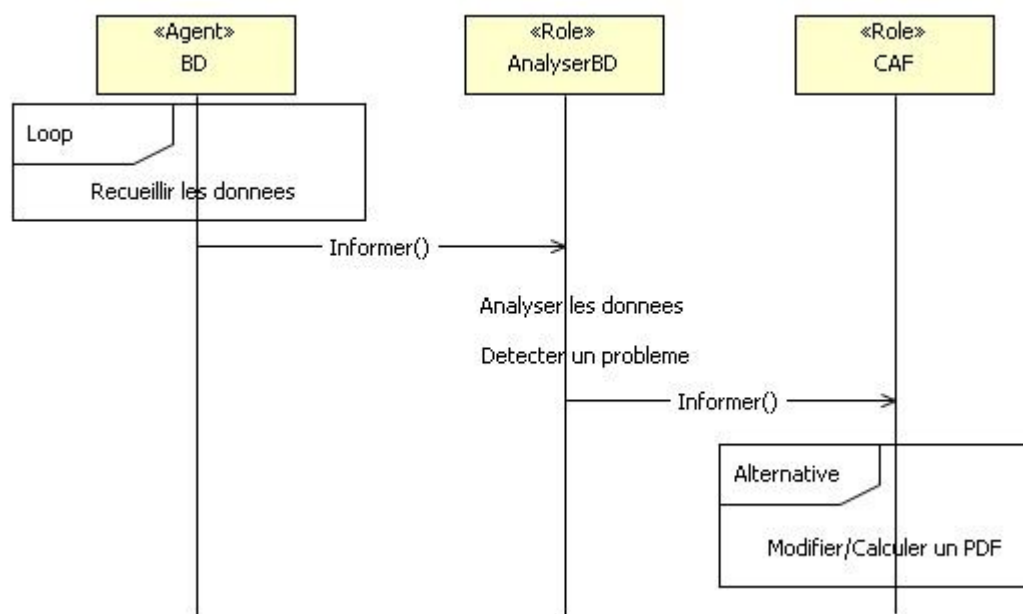 «Agent»
BD
«Role»
AnalyserBD
«Role»
CAF
Loop
Recueillir les donnees
Informer()
Analyser les donnees
Detecter un probleme
Informer()
Alternative
Modifier/Calculer un PDF